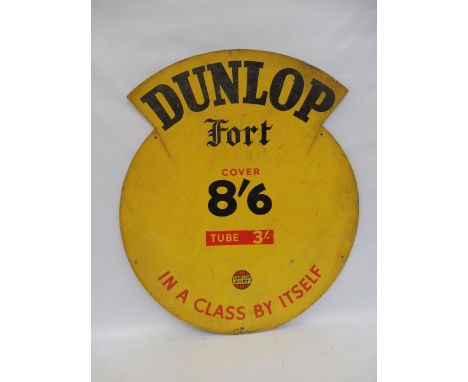 DUNLOP
Fort
COVER
8'6
TUBE 3/-
IN A CLASS BY ITSELF